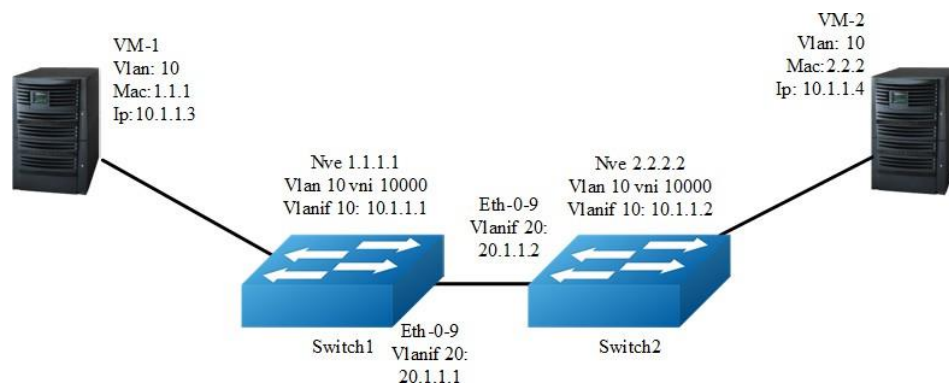 VM-1
Vlan: 10
Mac:1.1.1
Ip:10.1.1.3
VM-2
Vlan: 10
Mac:2.2.2
Ip: 10.1.1.4
Nve 1.1.1.1
Vlan 10 vni 10000
Vlanif 10: 10.1.1.1
Eth-0-9
Vlanif 20:
20.1.1.2
Nve 2.2.2.2
Vlan 10 vni 10000
Vlanif 10: 10.1.1.2
Switch1
Eth-0-9
Vlanif 20:
20.1.1.1
Switch2